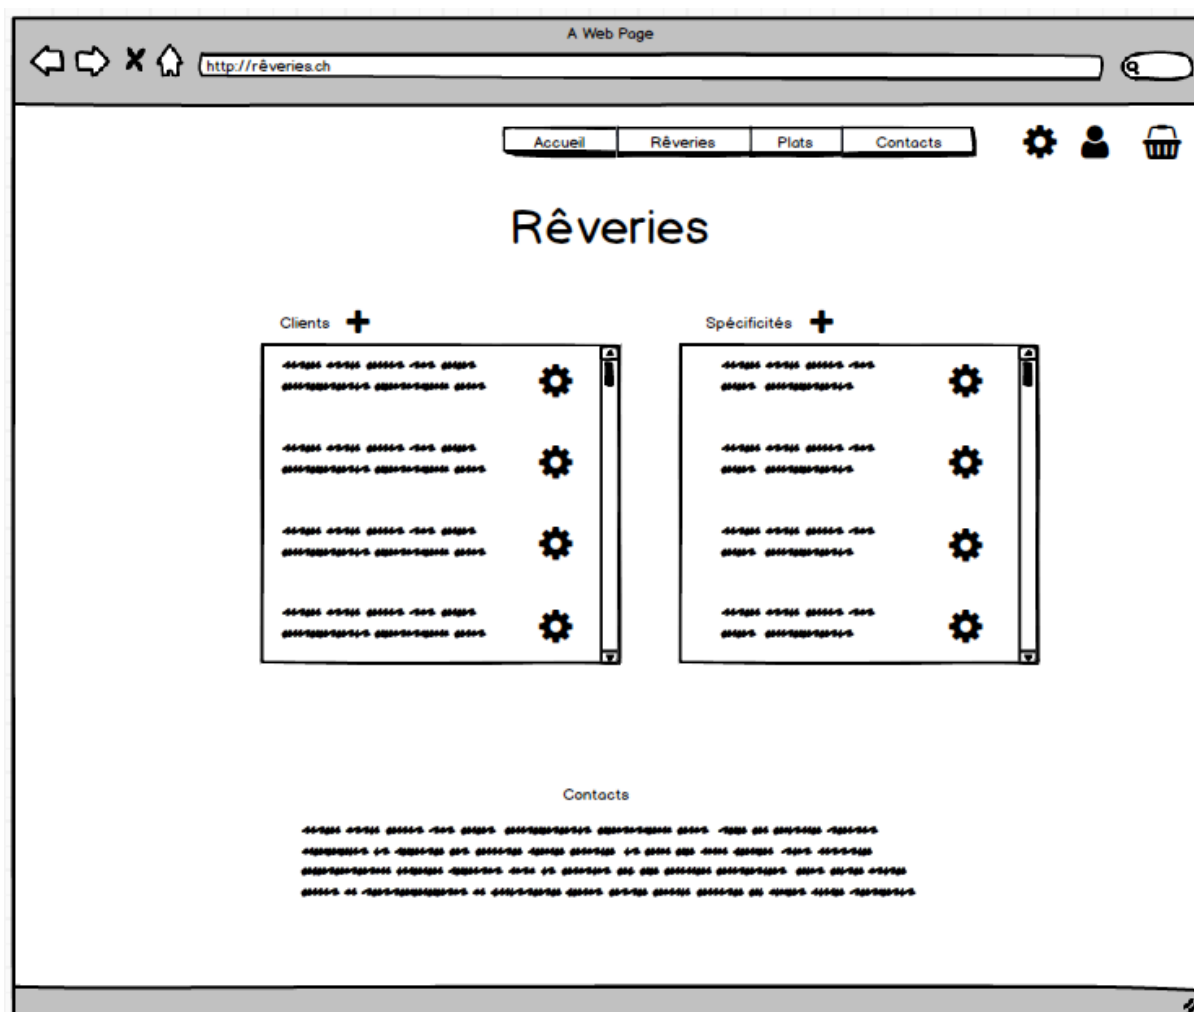 A Web Page
http://rêveries.ch
Accueil Rêveries Plats Contacts
Rêveries
Clients
Spécificités
Contacts